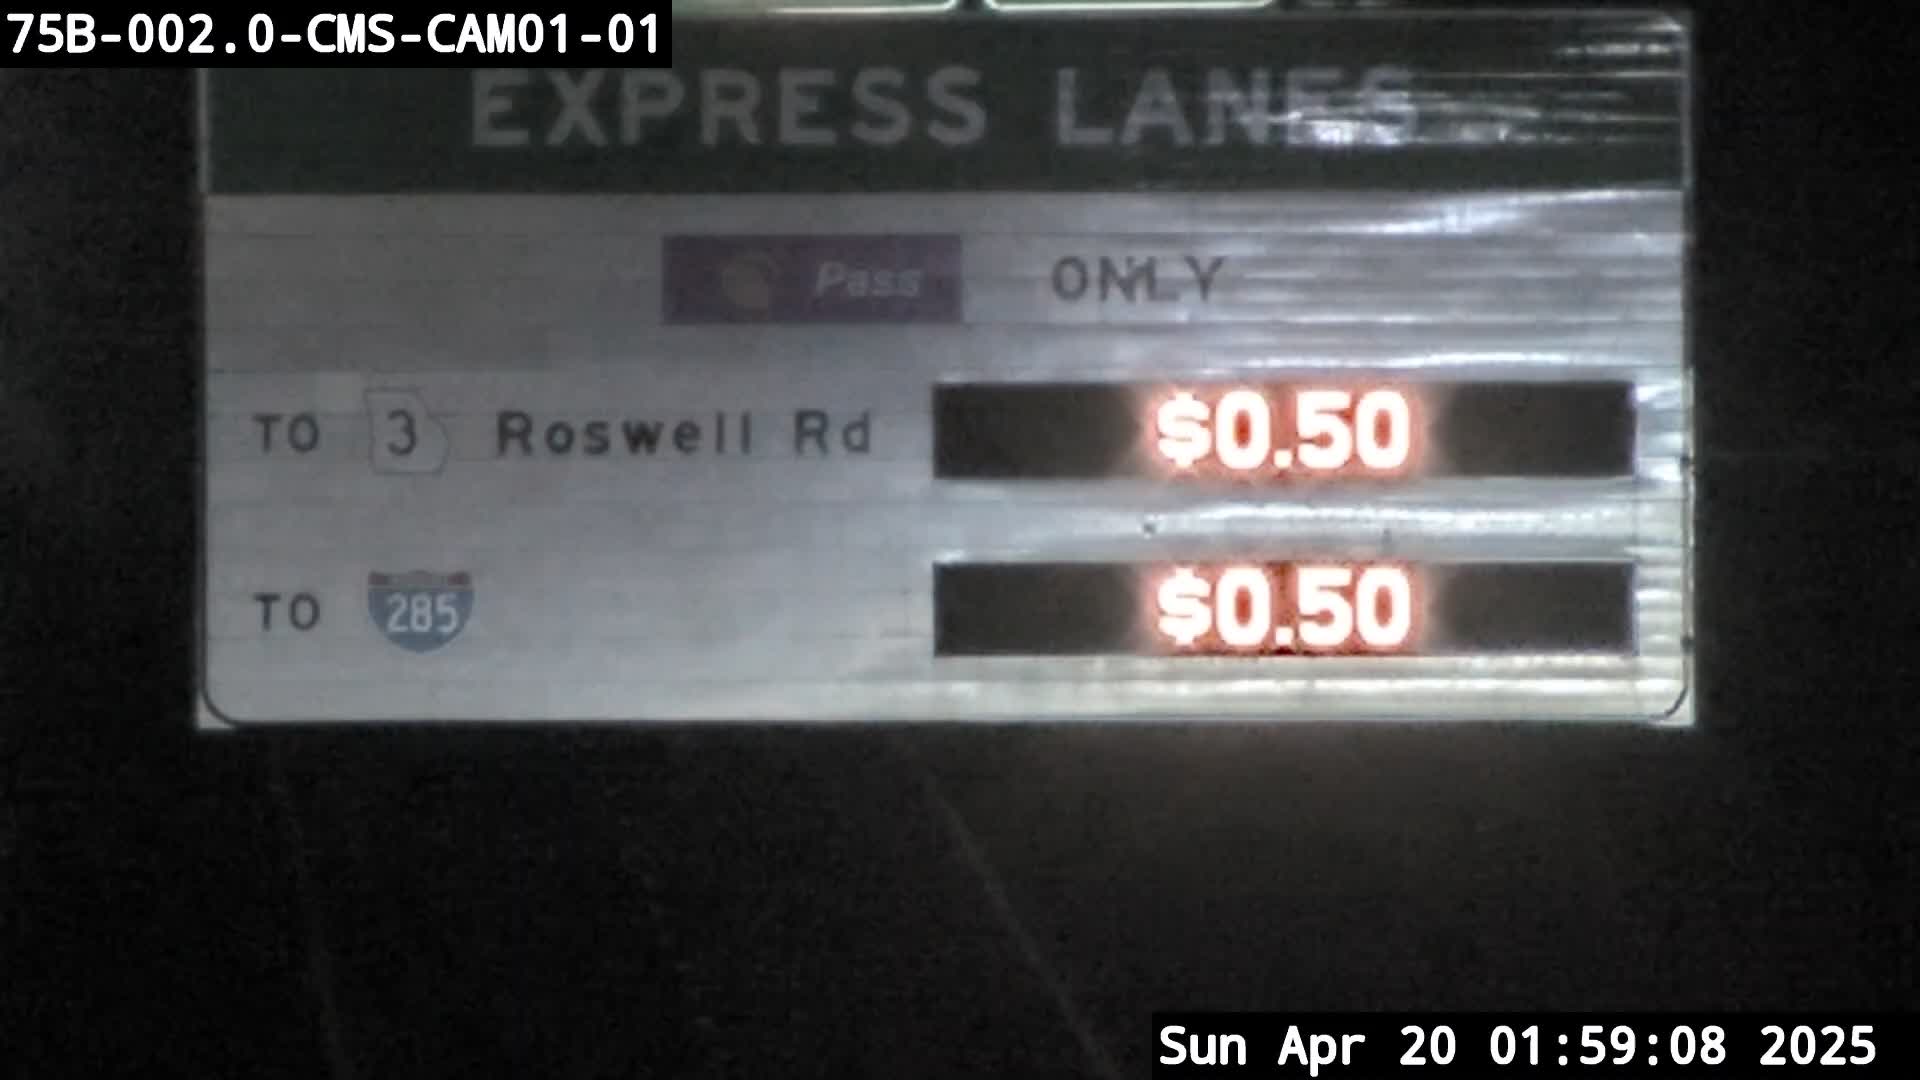 75B-002.0-CMS-CAM01-01
EXPRESS LANES
Pass ONLY
TO 3 Roswell Rd $0.50
TO 285 $0.50
Sun Apr 20 01:59:08 2025